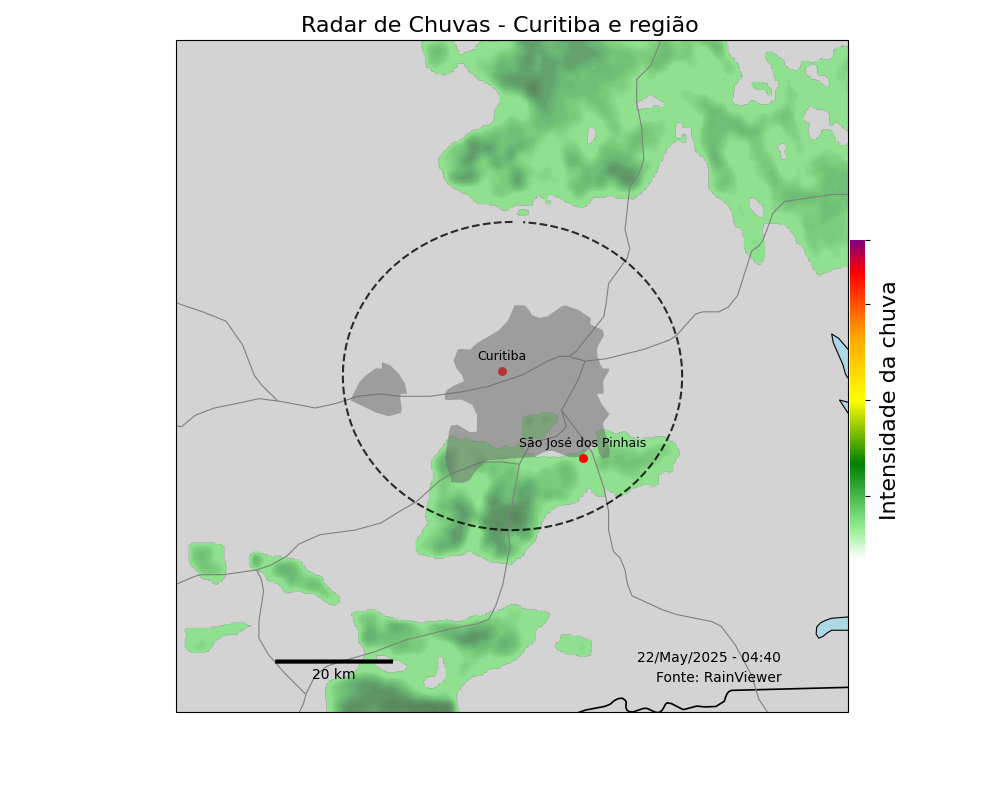 Radar de Chuvas - Curitiba e região
Curitiba
São José dos Pinhais
Intensidade da chuva
22/May/2025 - 04:40
20 km
Fonte: RainViewer